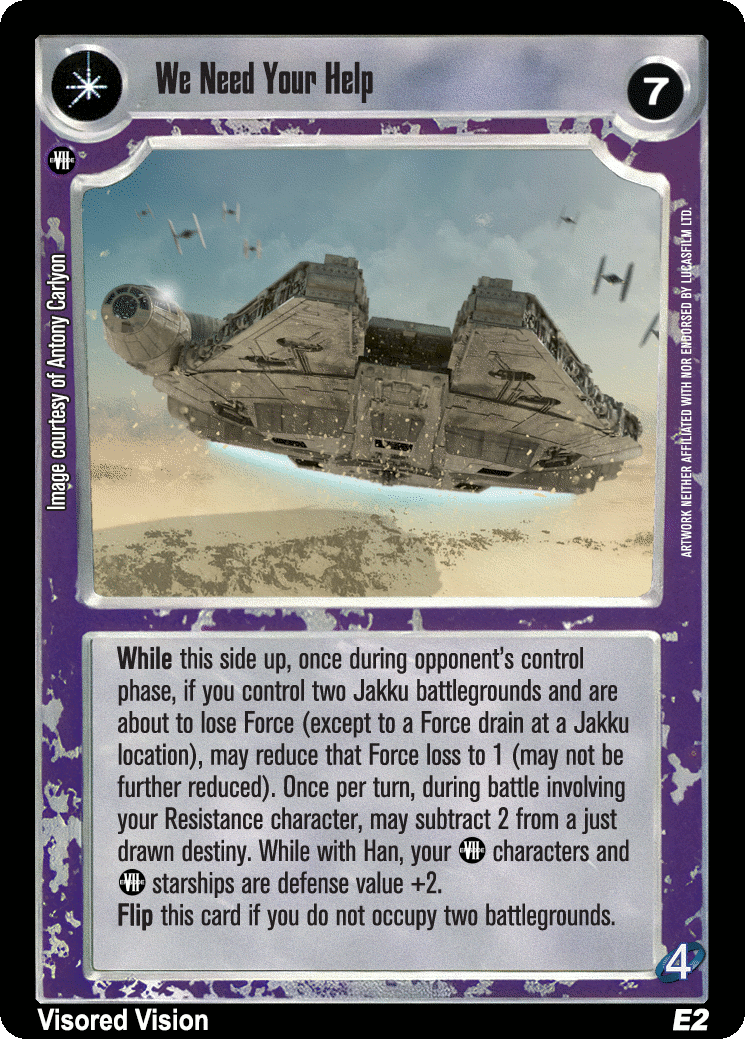 We Need Your Help
7
EPISODE VII
Image courtesy of Antony Carlyon
ARTWORK NEITHER AFFILIATED WITH NOR ENDORSED BY LUCASFILM LTD.
While this side up, once during opponent's control
phase, if you control two Jakku battlegrounds and are
about to lose Force (except to a Force drain at a Jakku
location), may reduce that Force loss to 1 (may not be
further reduced). Once per turn, during battle involving
your Resistance character, may subtract 2 from a just
drawn destiny. While with Han, your EPISODE VII characters and
EPISODE VII starships are defense value +2.
Flip this card if you do not occupy two battlegrounds.
4
Visored Vision
E2